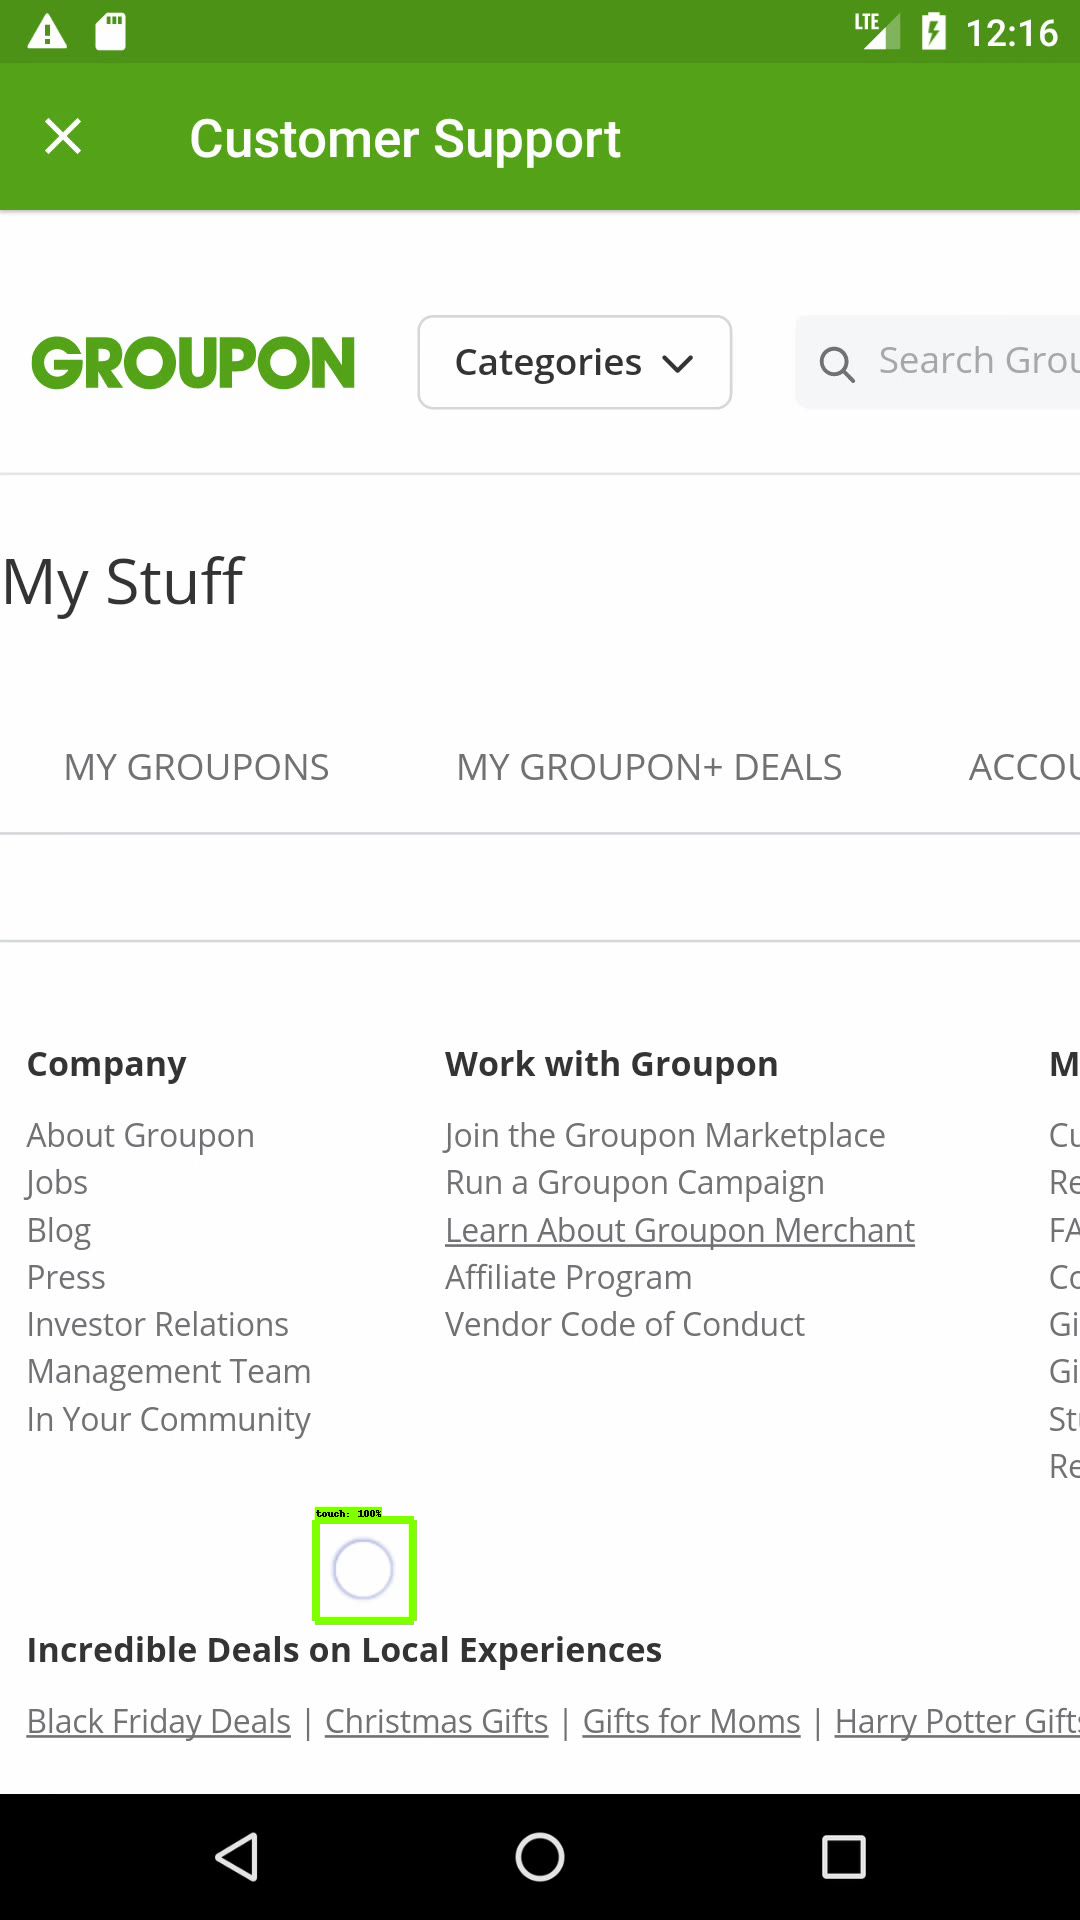 LTE 12:16
Customer Support
GROUPON
Categories
Search Grou
My Stuff
MY GROUPONS
MY GROUPON+ DEALS
ACCOU
Company
Work with Groupon
M
About Groupon
Join the Groupon Marketplace
Cu
Jobs
Run a Groupon Campaign
Re
Blog
Learn About Groupon Merchant
FA
Press
Affiliate Program
Co
Investor Relations
Vendor Code of Conduct
Gi
Management Team
Gi
In Your Community
Stu
Re
touch: 100%
Incredible Deals on Local Experiences
Black Friday Deals | Christmas Gifts | Gifts for Moms | Harry Potter Gifts